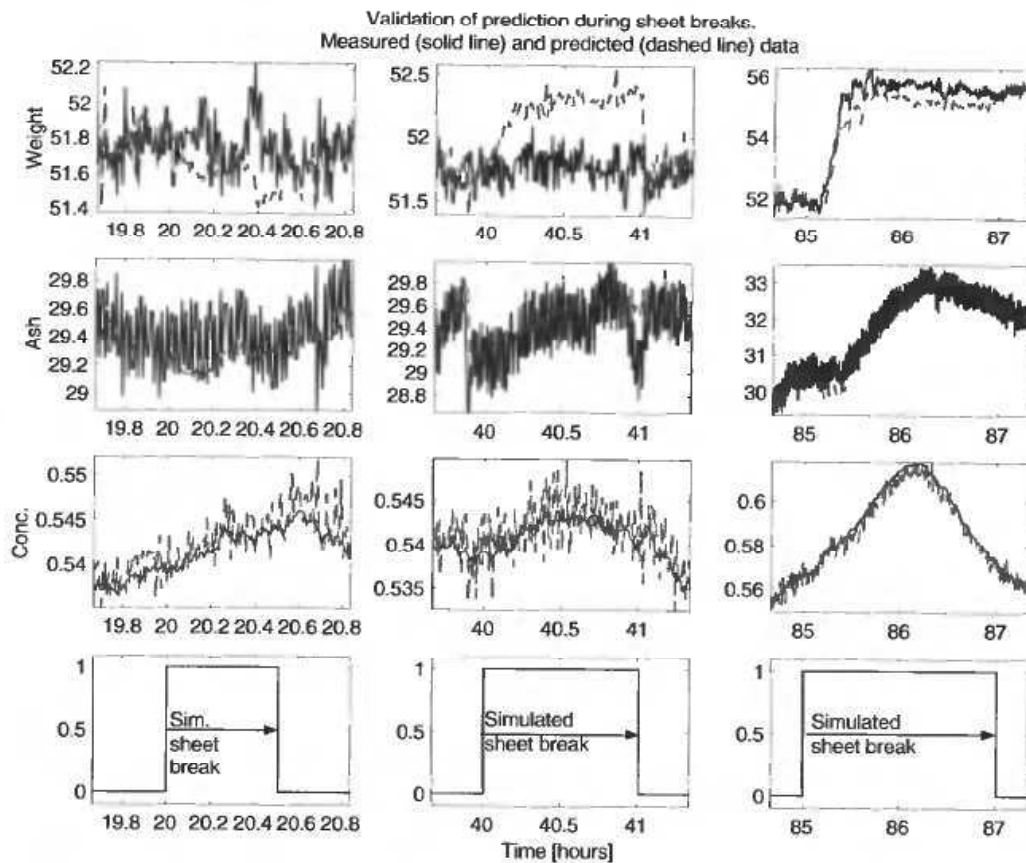 Validation of prediction during sheet breaks.
Measured (solid line) and predicted (dashed line) data
Weight
52.2
52
51.8
51.6
51.4
19.8 20 20.2 20.4 20.6 20.8
52.5
52
51.5
40 40.5 41
56
54
52
85 86 87
Ash
29.8
29.6
29.4
29.2
29
19.8 20 20.2 20.4 20.6 20.8
29.8
29.6
29.4
29.2
29
28.8
40 40.5 41
33
32
31
30
85 86 87
Conc.
0.55
0.545
0.54
19.8 20 20.2 20.4 20.6 20.8
0.545
0.54
0.535
40 40.5 41
0.6
0.58
0.56
85 86 87
1
0.5
0
Sim.
sheet
break
19.8 20 20.2 20.4 20.6 20.8
1
0.5
0
Simulated
sheet break
40 40.5 41
1
0.5
0
Simulated
sheet break
85 86 87
Time [hours]